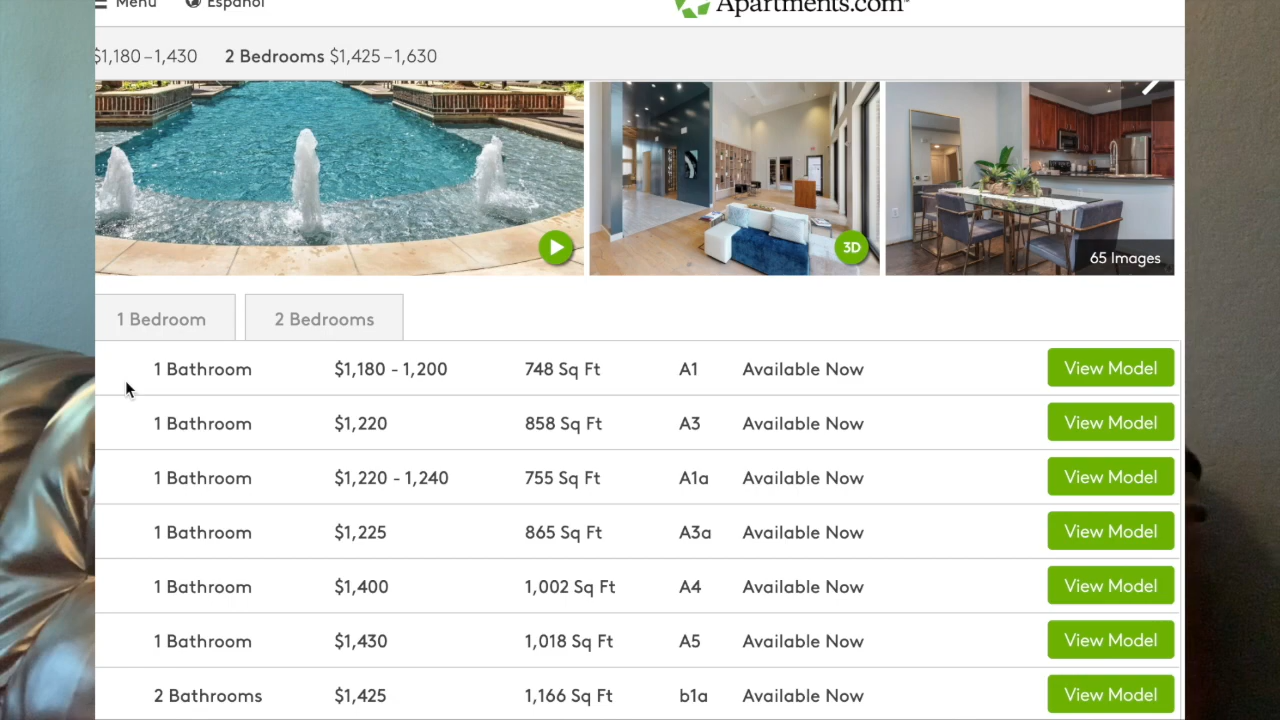 Menu Español Apartments.com™
$1,180–1,430 2 Bedrooms $1,425–1,630
3D
65 Images
1 Bedroom 2 Bedrooms
1 Bathroom $1,180 - 1,200 748 Sq Ft A1 Available Now View Model
1 Bathroom $1,220 858 Sq Ft A3 Available Now View Model
1 Bathroom $1,220 - 1,240 755 Sq Ft A1a Available Now View Model
1 Bathroom $1,225 865 Sq Ft A3a Available Now View Model
1 Bathroom $1,400 1,002 Sq Ft A4 Available Now View Model
1 Bathroom $1,430 1,018 Sq Ft A5 Available Now View Model
2 Bathrooms $1,425 1,166 Sq Ft b1a Available Now View Model